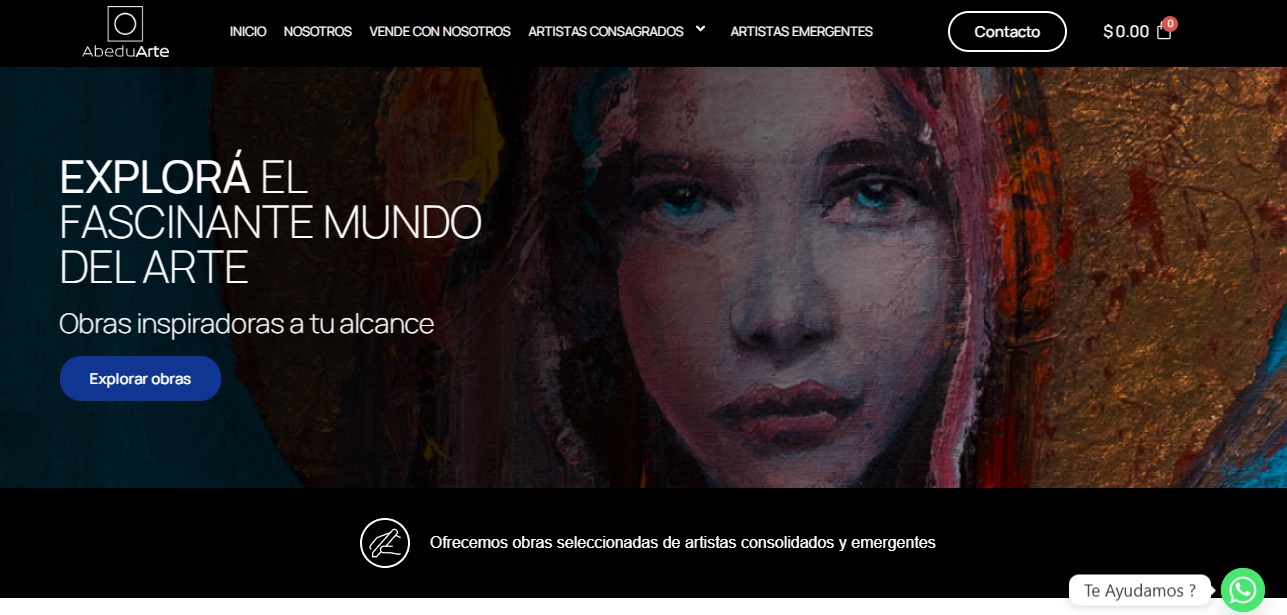 AbeduArte
INICIO NOSOTROS VENDE CON NOSOTROS ARTISTAS CONSAGRADOS ARTISTAS EMERGENTES
Contacto
$0.00 0
EXPLORÁ EL
FASCINANTE MUNDO
DEL ARTE
Obras inspiradoras a tu alcance
Explorar obras
Ofrecemos obras seleccionadas de artistas consolidados y emergentes
Te Ayudamos ?